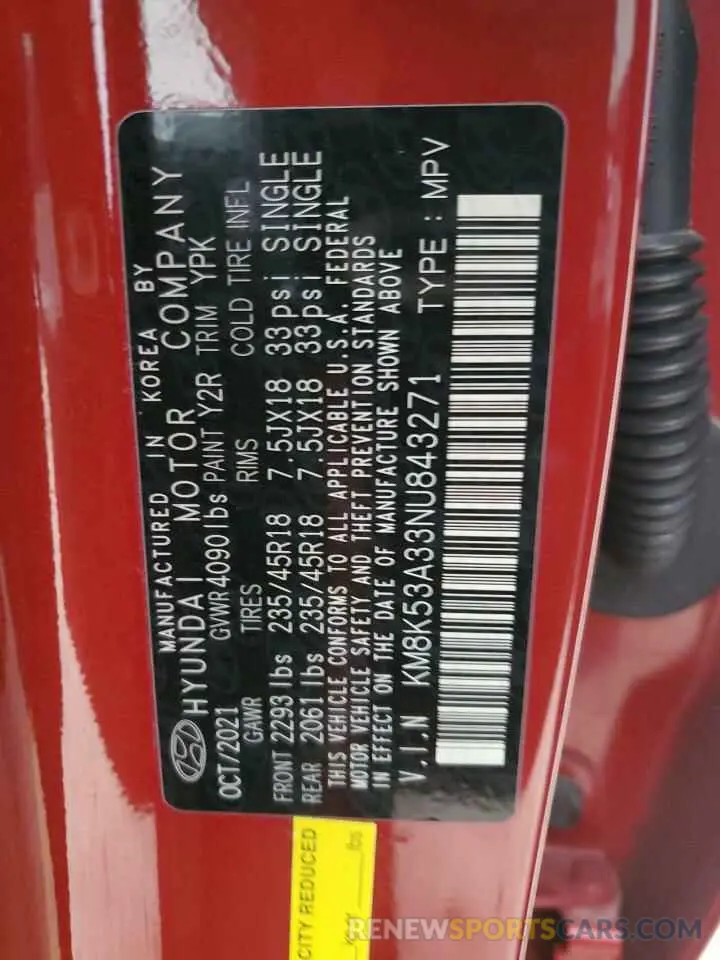 MANUFACTURED IN KOREA BY
HYUNDAI MOTOR COMPANY
OCT/2021 GVWR 4090 lbs PAINT Y2R TRIM YPK
GAWR TIRES RIMS COLD TIRE INFL
FRONT 2293 lbs 235/45R18 7.5JX18 33psi SINGLE
REAR 2061 lbs 235/45R18 7.5JX18 33psi SINGLE
THIS VEHICLE CONFORMS TO ALL APPLICABLE U.S.A. FEDERAL
MOTOR VEHICLE SAFETY AND THEFT PREVENTION STANDARDS
IN EFFECT ON THE DATE OF MANUFACTURE SHOWN ABOVE
V.I.N KM8K53A33NU843271 TYPE : MPV
CITY REDUCED
lbs
RENEWSPORTSCARS.COM